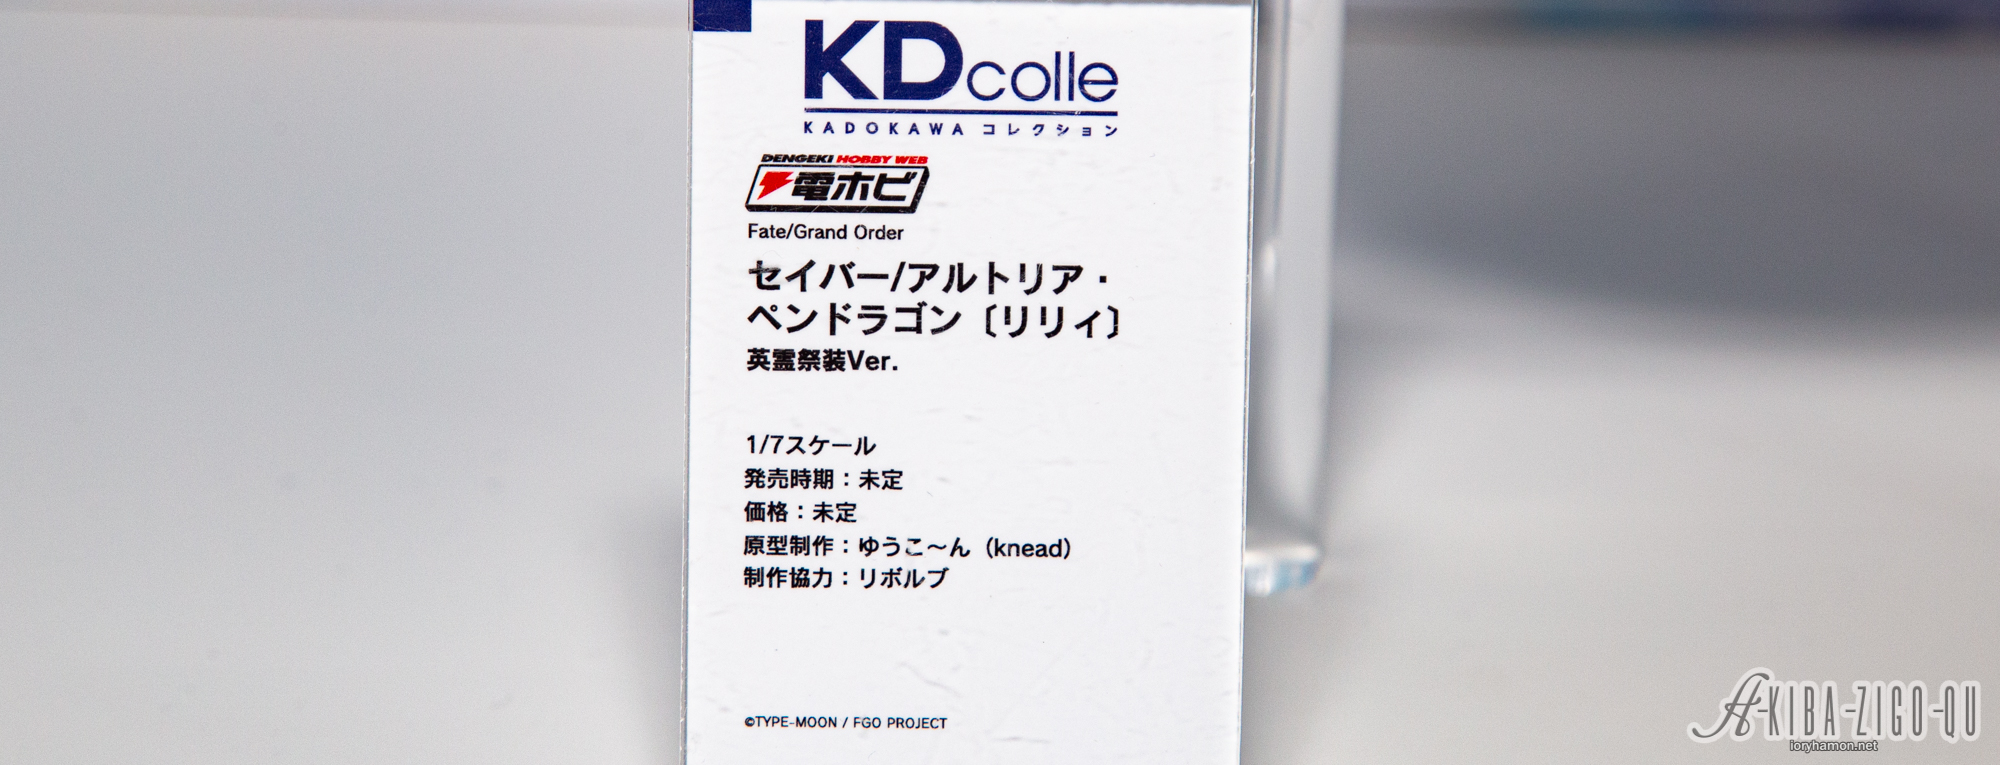 KDcolle
KADOKAWA コレクション
DENGEKI HOBBY WEB
電ホビ
Fate/Grand Order
セイバー/アルトリア・
ペンドラゴン〔リリィ〕
英霊祭装Ver.
1/7スケール
発売時期：未定
価格：未定
原型制作：ゆうこ～ん（knead）
制作協力：リボルブ
©TYPE-MOON / FGO PROJECT
A-KIBA-ZIGO-QU
ioryhamon.net